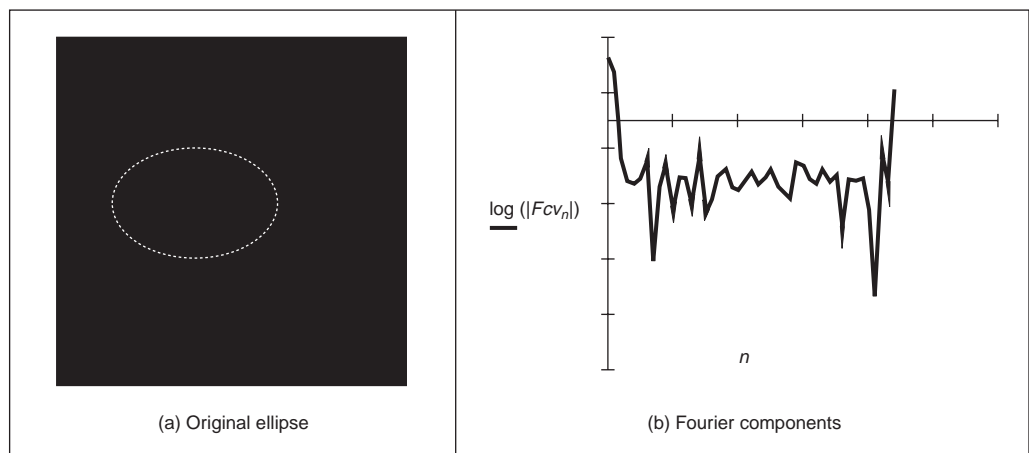 log (|Fcvₙ|)
n
(a) Original ellipse
(b) Fourier components